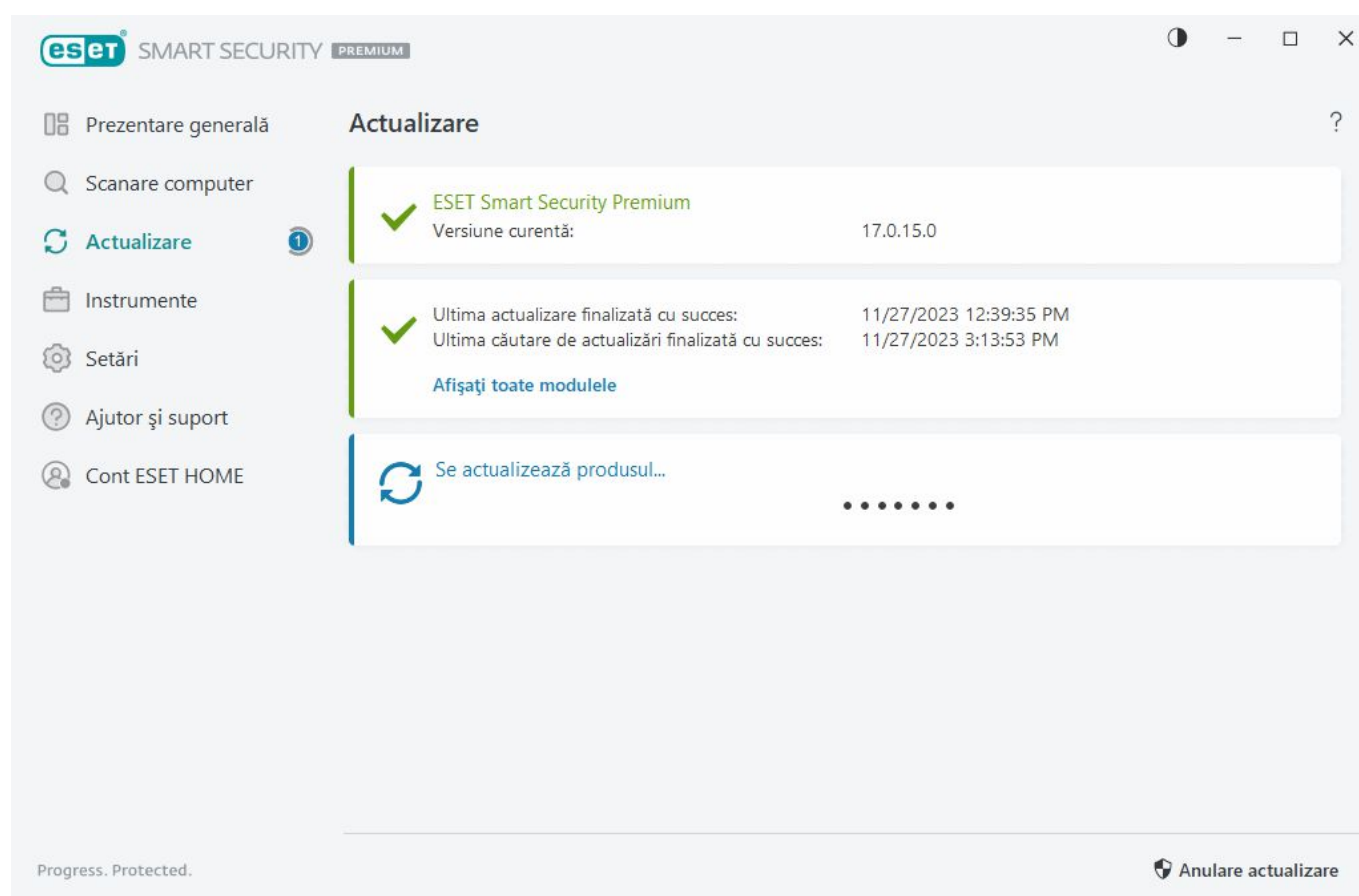 eset SMART SECURITY PREMIUM
Prezentare generală
Scanare computer
Actualizare 1
Instrumente
Setări
Ajutor şi suport
Cont ESET HOME
Actualizare ?
ESET Smart Security Premium
Versiune curentă: 17.0.15.0
Ultima actualizare finalizată cu succes: 11/27/2023 12:39:35 PM
Ultima căutare de actualizări finalizată cu succes: 11/27/2023 3:13:53 PM
Afişaţi toate modulele
Se actualizează produsul...
Progress. Protected.
Anulare actualizare